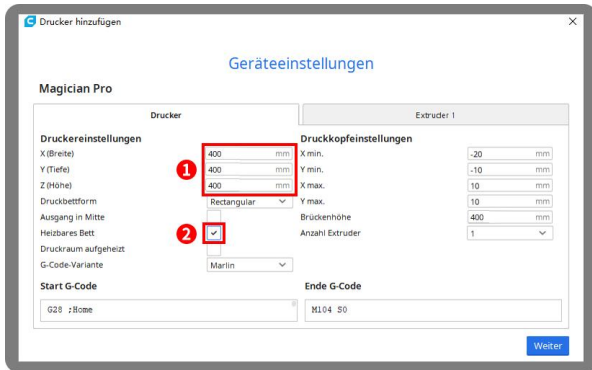 Drucker hinzufügen
Geräteeinstellungen
Magician Pro
Drucker
Extruder 1
Druckereinstellungen
X (Breite) 400 mm
Y (Tiefe) 400 mm
Z (Höhe) 400 mm
Druckbettform Rectangular
Ausgang in Mitte
Heizbares Bett
Druckraum aufgeheizt
G-Code-Variante Marlin
1
2
Druckkopfeinstellungen
X min. -20 mm
Y min. -10 mm
X max. 10 mm
Y max. 10 mm
Brückenhöhe 400 mm
Anzahl Extruder 1
Start G-Code
G28 ;Home
Ende G-Code
M104 S0
Weiter